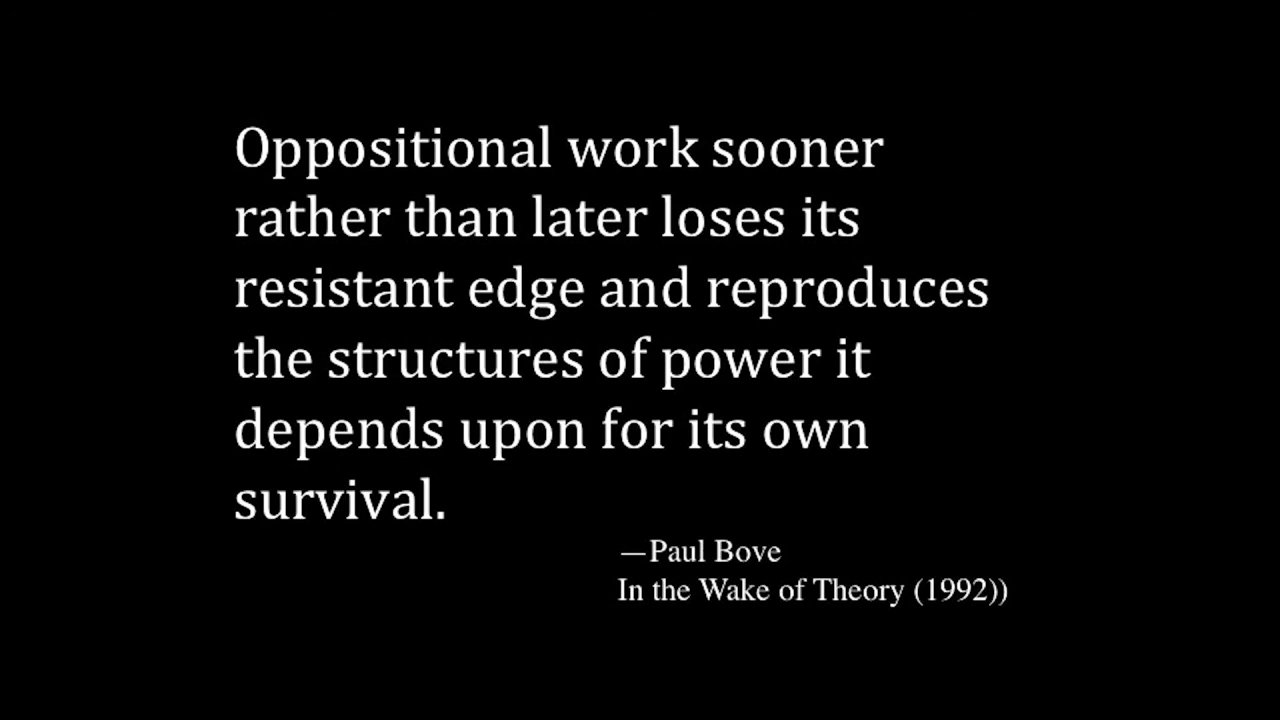 Oppositional work sooner
rather than later loses its
resistant edge and reproduces
the structures of power it
depends upon for its own
survival.
—Paul Bove
In the Wake of Theory (1992))